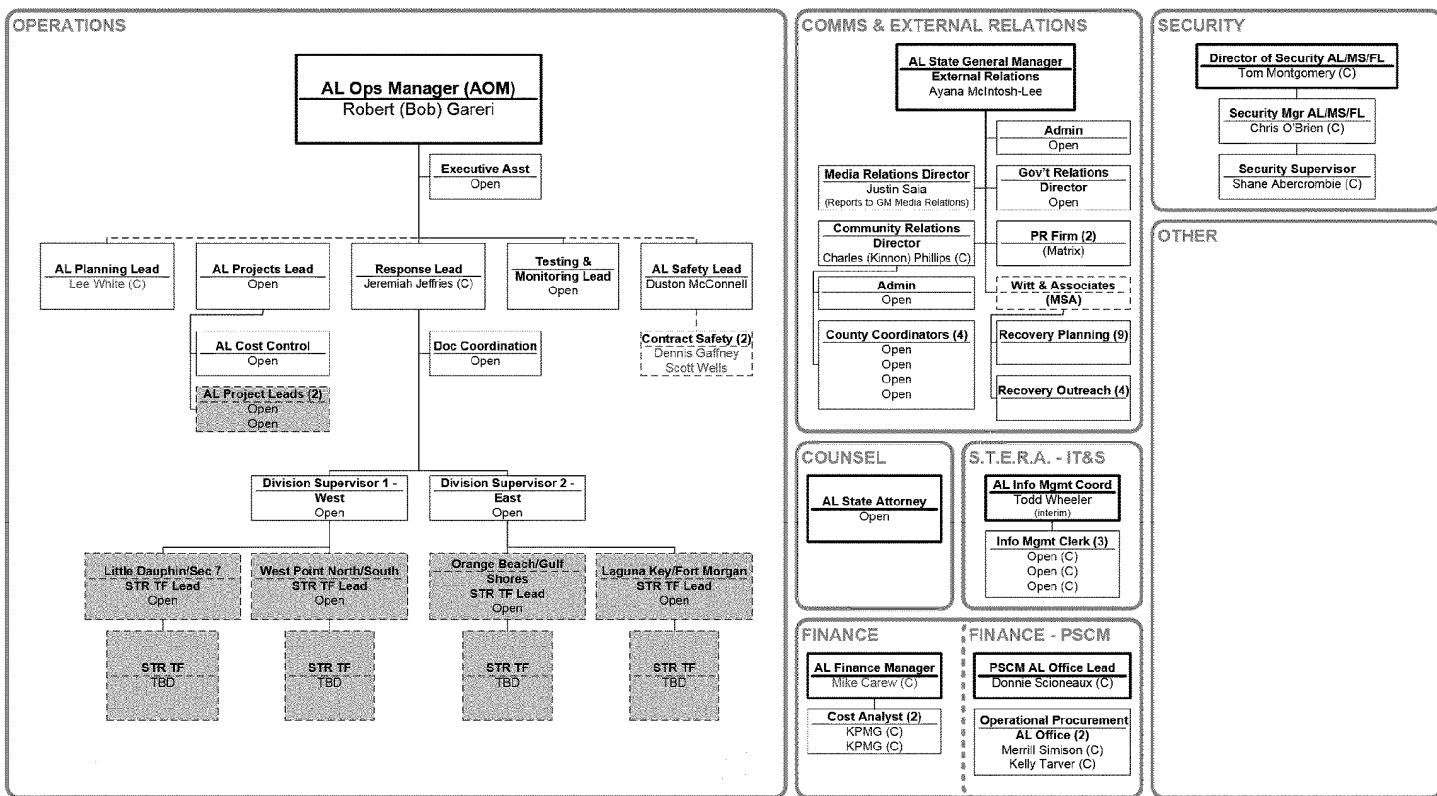 OPERATIONS
AL Ops Manager (AOM)
Robert (Bob) Gareri
Executive Asst
Open
AL Planning Lead
Lee White (C)
AL Projects Lead
Open
Response Lead
Jeremiah Jeffries (C)
Testing &
Monitoring Lead
Open
AL Safety Lead
Duston McConnell
AL Cost Control
Open
Doc Coordination
Open
Contract Safety (2)
Dennis Gaffney
Scott Wells
AL Project Leads (2)
Open
Open
Division Supervisor 1 -
West
Open
Division Supervisor 2 -
East
Open
Little Dauphin/Sec 7
STR TF Lead
Open
West Point North/South
STR TF Lead
Open
Orange Beach/Gulf
Shores
STR TF Lead
Open
Laguna Key/Fort Morgan
STR TF Lead
Open
STR TF
TBD
STR TF
TBD
STR TF
TBD
STR TF
TBD
COMMS & EXTERNAL RELATIONS
AL State General Manager
External Relations
Ayana McIntosh-Lee
Admin
Open
Media Relations Director
Justin Saia
(Reports to GM Media Relations)
Gov't Relations
Director
Open
Community Relations
Director
Charles (Kinnon) Phillips (C)
PR Firm (2)
(Matrix)
Admin
Open
Witt & Associates
(MSA)
County Coordinators (4)
Open
Open
Open
Open
Recovery Planning (9)
Recovery Outreach (4)
SECURITY
Director of Security AL/MS/FL
Tom Montgomery (C)
Security Mgr AL/MS/FL
Chris O'Brien (C)
Security Supervisor
Shane Abercrombie (C)
OTHER
COUNSEL
AL State Attorney
Open
S.T.E.R.A. - IT&S
AL Info Mgmt Coord
Todd Wheeler
(interim)
Info Mgmt Clerk (3)
Open (C)
Open (C)
Open (C)
FINANCE
AL Finance Manager
Mike Carew (C)
Cost Analyst (2)
KPMG (C)
KPMG (C)
FINANCE - PSCM
PSCM AL Office Lead
Donnie Scioneaux (C)
Operational Procurement
AL Office (2)
Merrill Simison (C)
Kelly Tarver (C)